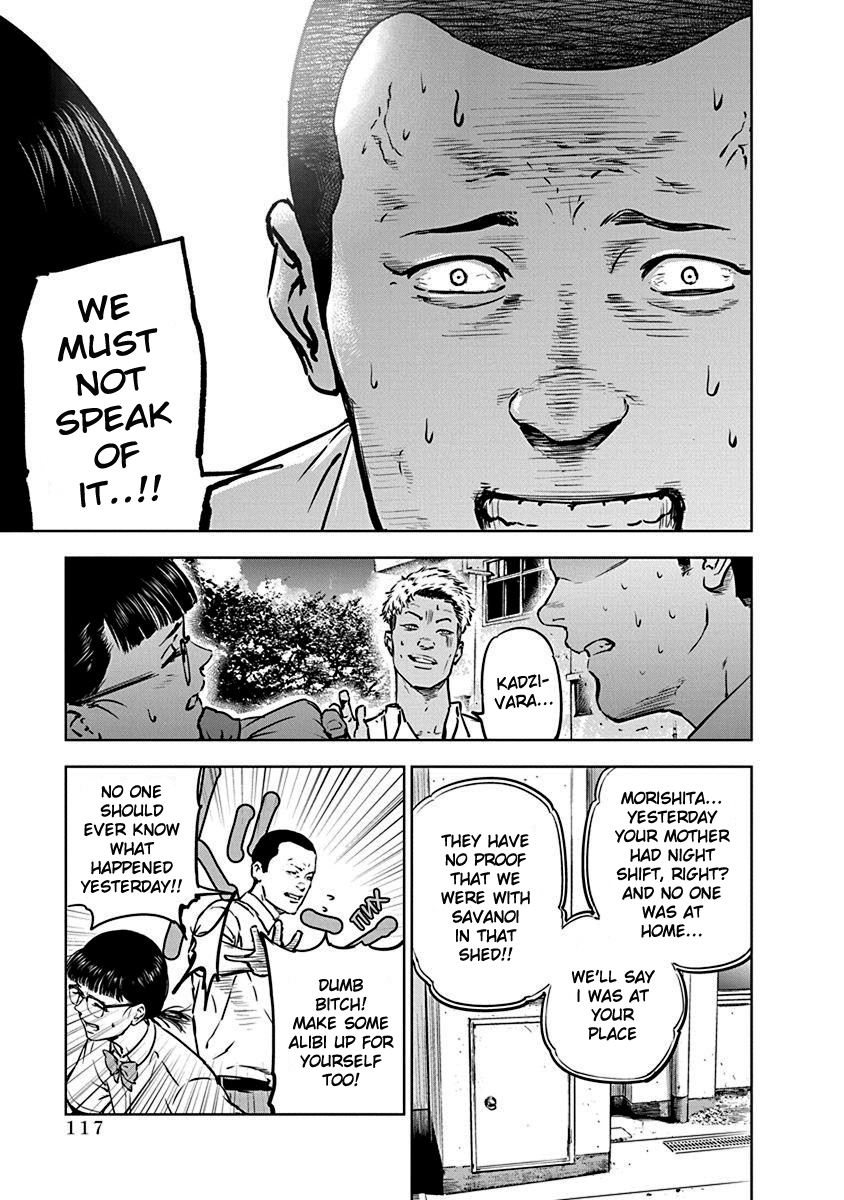 WE
MUST
NOT
SPEAK
OF
IT..!!
KADZI-
VARA...
MORISHITA...
YESTERDAY
YOUR MOTHER
HAD NIGHT
SHIFT, RIGHT?
AND NO ONE
WAS AT
HOME...
WE'LL SAY
I WAS AT
YOUR
PLACE
THEY HAVE
NO PROOF
THAT WE
WERE WITH
SAVANOI
IN THAT
SHED!!
NO ONE
SHOULD
EVER KNOW
WHAT
HAPPENED
YESTERDAY!!
ПИХ
DUMB
BITCH!
MAKE SOME
ALIBI UP FOR
YOURSELF
TOO!
117